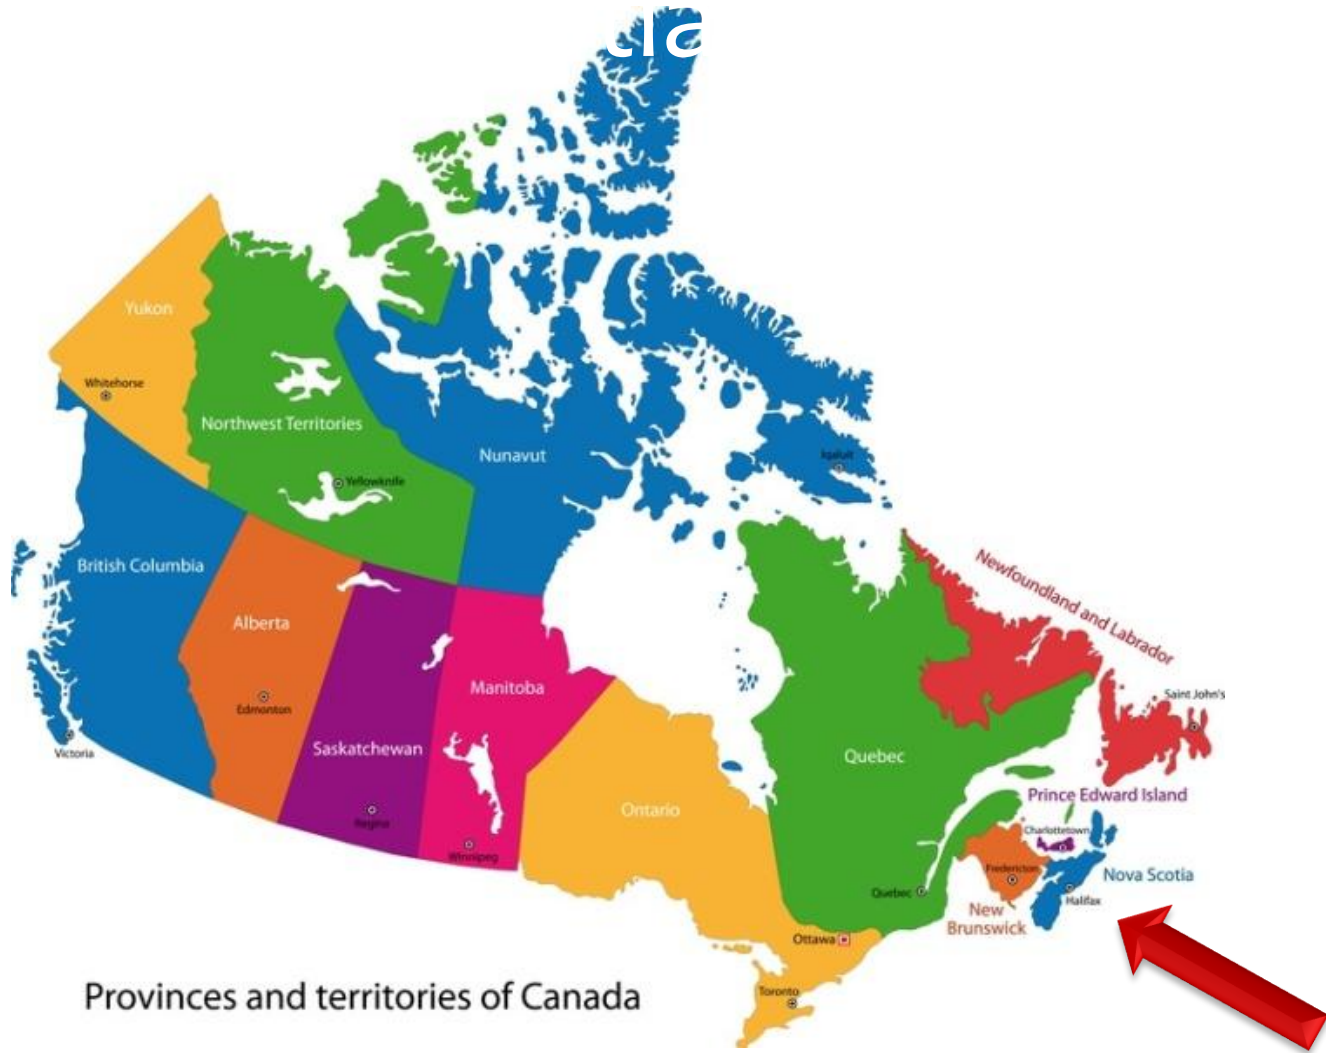 Yukon
Whitehorse
Northwest Territories
Yellowknife
Nunavut
Iqaluit
British Columbia
Victoria
Alberta
Edmonton
Saskatchewan
Regina
Manitoba
Winnipeg
Ontario
Ottawa
Toronto
Quebec
Quebec
Newfoundland and Labrador
Saint John's
Prince Edward Island
Charlottetown
Fredericton
New
Brunswick
Nova Scotia
Halifax
Provinces and territories of Canada